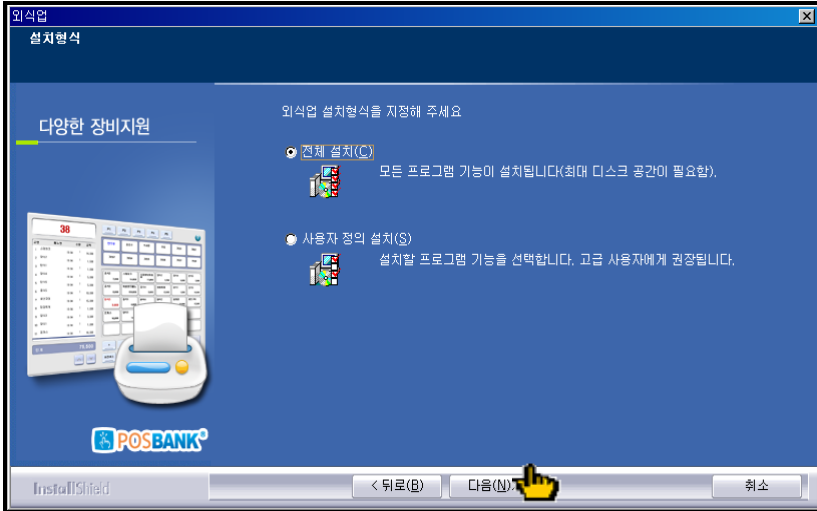 외식업
설치형식
다양한 장비지원
외식업 설치형식을 지정해 주세요
전체 설치(C)
모든 프로그램 기능이 설치됩니다(최대 디스크 공간이 필요함).
사용자 정의 설치(S)
설치할 프로그램 기능을 선택합니다. 고급 사용자에게 권장됩니다.
38
POSBANK
InstallShield
< 뒤로(B)
다음(N)
취소